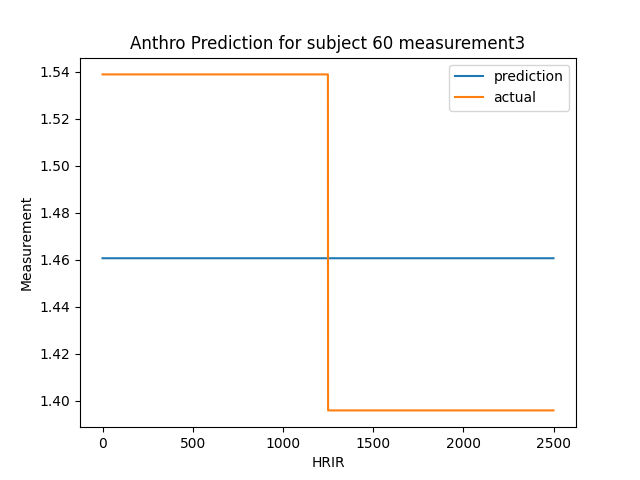 Anthro Prediction for subject 60 measurement3
prediction
actual
1.54
1.52
1.50
1.48
1.46
1.44
1.42
1.40
Measurement
0 500 1000 1500 2000 2500
HRIR